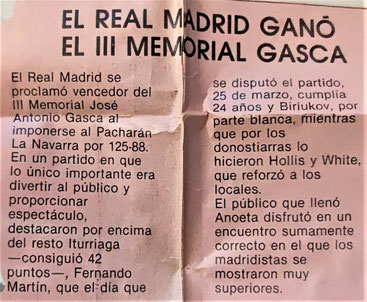 EL REAL MADRID GANÓ
EL III MEMORIAL GASCA
El Real Madrid se
proclamó vencedor del
III Memorial José
Antonio Gasca al
imponerse al Pacharán
La Navarra por 125-88.
En un partido en que
lo único importante era
divertir al público y
proporcionar
espectáculo,
destacaron por encima
del resto Iturriaga
—consiguió 42
puntos—, Fernando
Martín, que el día que
se disputó el partido,
25 de marzo, cumplía
24 años y Biriukov, por
parte blanca, mientras
que por los
donostiarras lo
hicieron Hollis y White,
que reforzó a los
locales.
El público que llenó
Anoeta disfrutó en un
encuentro sumamente
correcto en el que los
madridistas se
mostraron muy
superiores.